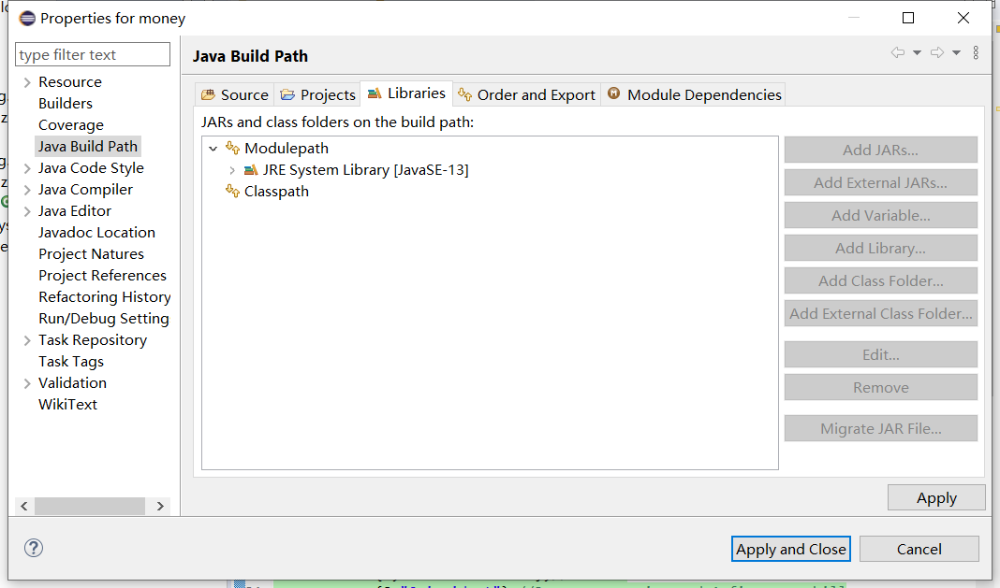 Properties for money
type filter text
Java Build Path
Resource
Builders
Coverage
Java Build Path
Java Code Style
Java Compiler
Java Editor
Javadoc Location
Project Natures
Project References
Refactoring History
Run/Debug Setting
Task Repository
Task Tags
Validation
WikiText
Source
Projects
Libraries
Order and Export
Module Dependencies
JARs and class folders on the build path:
Modulepath
JRE System Library [JavaSE-13]
Classpath
Add JARs...
Add External JARs...
Add Variable...
Add Library...
Add Class Folder...
Add External Class Folder...
Edit...
Remove
Migrate JAR File...
Apply
Apply and Close
Cancel